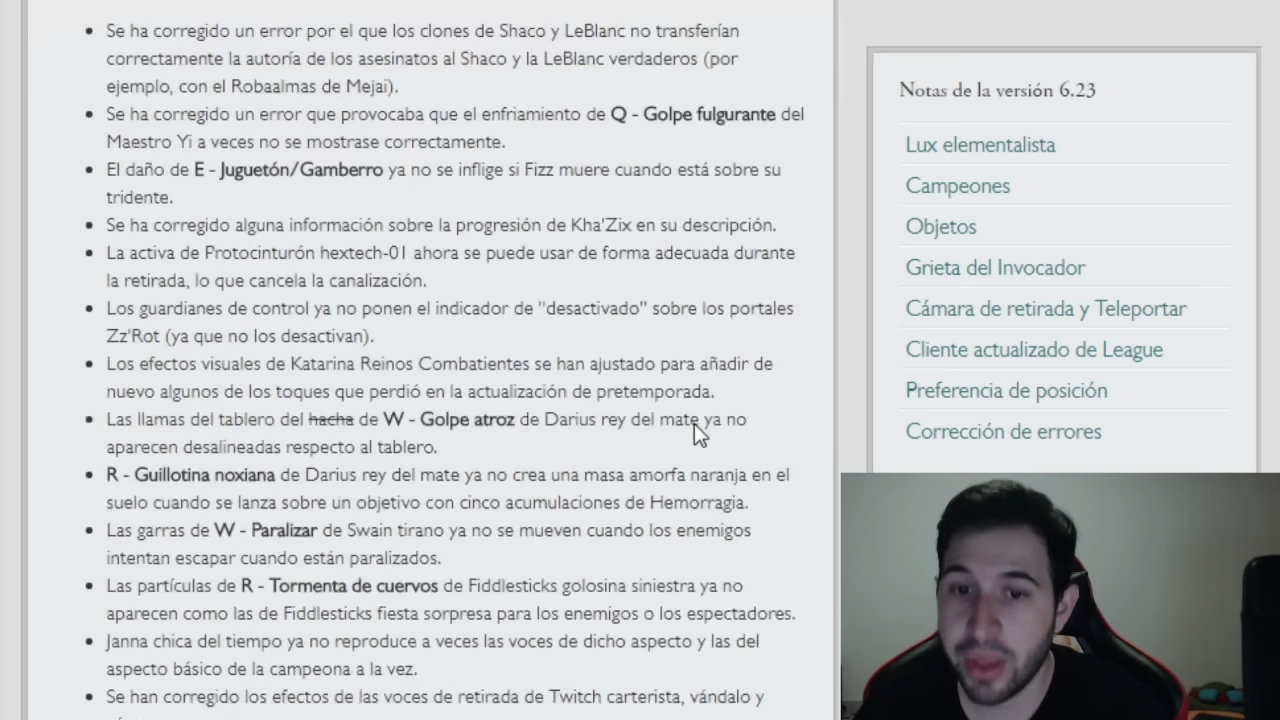 Se ha corregido un error por el que los clones de Shaco y LeBlanc no transferían
correctamente la autoría de los asesinatos al Shaco y la LeBlanc verdaderos (por
ejemplo, con el Robaalmas de Mejai).
Se ha corregido un error que provocaba que el enfriamiento de Q - Golpe fulgurante del
Maestro Yi a veces no se mostrase correctamente.
El daño de E - Juguetón/Gamberro ya no se inflige si Fizz muere cuando está sobre su
tridente.
Se ha corregido alguna información sobre la progresión de Kha'Zix en su descripción.
La activa de Protocinturón hextech-01 ahora se puede usar de forma adecuada durante
la retirada, lo que cancela la canalización.
Los guardianes de control ya no ponen el indicador de "desactivado" sobre los portales
Zz'Rot (ya que no los desactivan).
Los efectos visuales de Katarina Reinos Combatientes se han ajustado para añadir de
nuevo algunos de los toques que perdió en la actualización de pretemporada.
Las llamas del tablero del hacha de W - Golpe atroz de Darius rey del mate ya no
aparecen desalineadas respecto al tablero.
R - Guillotina noxiana de Darius rey del mate ya no crea una masa amorfa naranja en el
suelo cuando se lanza sobre un objetivo con cinco acumulaciones de Hemorragia.
Las garras de W - Paralizar de Swain tirano ya no se mueven cuando los enemigos
intentan escapar cuando están paralizados.
Las partículas de R - Tormenta de cuervos de Fiddlesticks golosina siniestra ya no
aparecen como las de Fiddlesticks fiesta sorpresa para los enemigos o los espectadores.
Janna chica del tiempo ya no reproduce a veces las voces de dicho aspecto y las del
aspecto básico de la campeona a la vez.
Se han corregido los efectos de las voces de retirada de Twitch carterista, vándalo y
Notas de la versión 6.23
Lux elementalista
Campeones
Objetos
Grieta del Invocador
Cámara de retirada y Teleportar
Cliente actualizado de League
Preferencia de posición
Corrección de errores